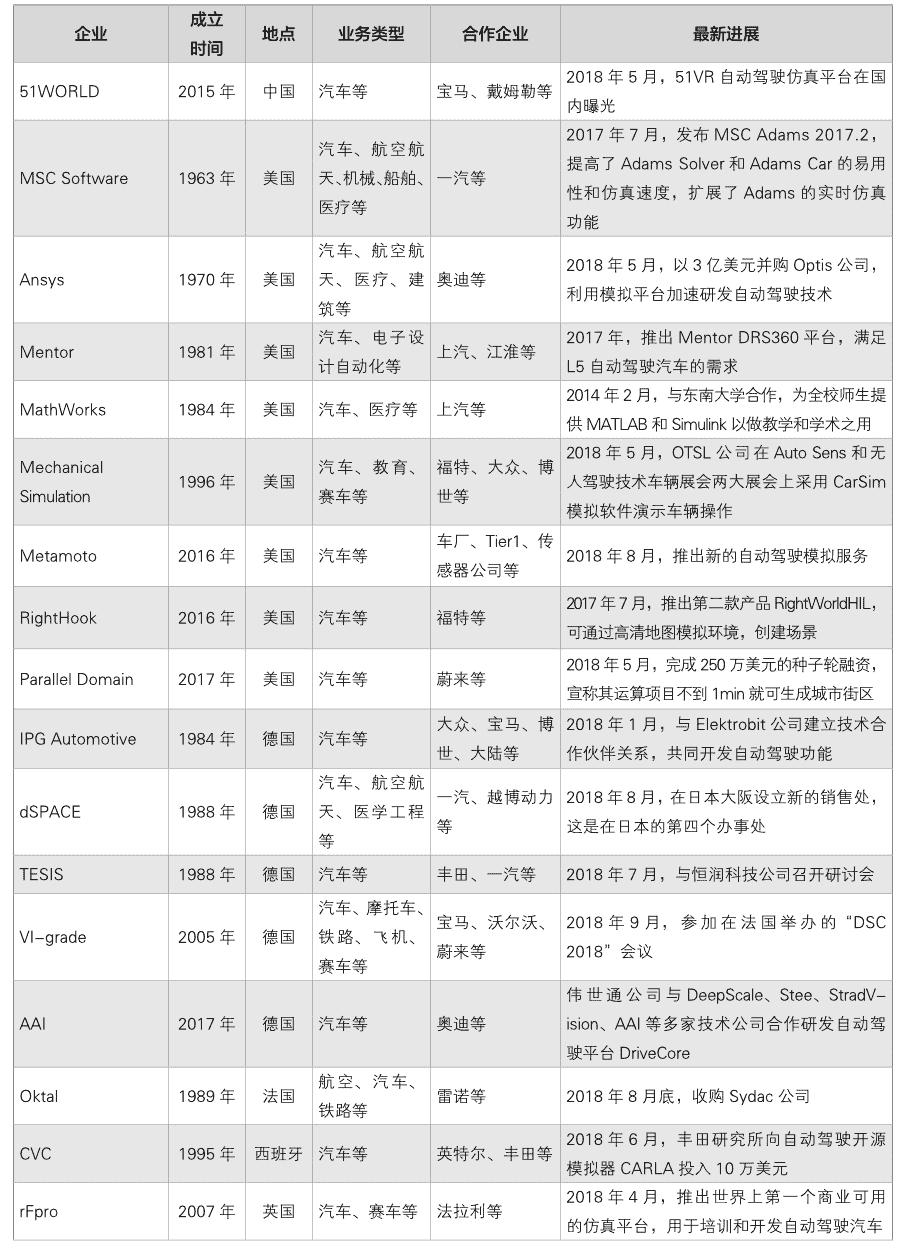 企业 成立时间 地点 业务类型 合作企业 最新进展
51WORLD 2015 年 中国 汽车等 宝马、戴姆勒等 2018 年 5 月，51VR 自动驾驶仿真平台在国
内曝光
MSC Software 1963 年 美国 汽车、航空航
天、机械、船舶、
医疗等
一汽等
2017 年 7 月，发布 MSC Adams 2017.2，
提高了 Adams Solver 和 Adams Car 的易用
性和仿真速度，扩展了 Adams 的实时仿真
功能
Ansys 1970 年 美国 汽车、航空航
天、医疗、建
筑等
奥迪等
2018 年 5 月，以 3 亿美元并购 Optis 公司，
利用模拟平台加速研发自动驾驶技术
Mentor 1981 年 美国 汽车、电子设
计自动化等
上汽、江淮等
2017 年，推出 Mentor DRS360 平台，满足
L5 自动驾驶汽车的需求
MathWorks 1984 年 美国 汽车、医疗等 上汽等
2014 年 2 月，与东南大学合作，为全校师生提
供 MATLAB 和 Simulink 以做教学和学术之用
Mechanical
Simulation
1996 年 美国 汽车、教育、
赛车等
福特、大众、博
世等
2018 年 5 月，OTSL 公司在 Auto Sens 和无
人驾驶技术车辆展会两大展会上采用 CarSim
模拟软件演示车辆操作
Metamoto 2016 年 美国 汽车等
车厂、Tier1、传
感器公司等
2018 年 8 月，推出新的自动驾驶模拟服务
RightHook 2016 年 美国 汽车等 福特等
2017 年 7 月，推出第二款产品 RightWorldHIL，
可通过高清地图模拟环境，创建场景
Parallel Domain 2017 年 美国 汽车等 蔚来等
2018 年 5 月，完成 250 万美元的种子轮融资，
宣称其运算项目不到 1min 就可生成城市街区
IPG Automotive 1984 年 德国 汽车等
大众、宝马、博
世、大陆等
2018 年 1 月，与 Elektrobit 公司建立技术合
作伙伴关系，共同开发自动驾驶功能
dSPACE 1988 年 德国 汽车、航空航
天、医学工程
等
一汽、越博动力
等
2018 年 8 月，在日本大阪设立新的销售处，
这是在日本的第四个办事处
TESIS 1988 年 德国 汽车等 丰田、一汽等 2018 年 7 月，与恒润科技公司召开研讨会
VI-grade 2005 年 德国 汽车、摩托车、
铁路、飞机、
赛车等
宝马、沃尔沃、
蔚来等
2018 年 9 月，参加在法国举办的 “DSC
2018” 会议
AAI 2017 年 德国 汽车等 奥迪等
伟世通公司与 DeepScale、Stee、StradV-
ision、AAI 等多家技术公司合作研发自动驾
驶平台 DriveCore
Oktal 1989 年 法国 航空、汽车、
铁路等
雷诺等 2018 年 8 月底，收购 Sydac 公司
CVC 1995 年 西班牙 汽车等 英特尔、丰田等
2018 年 6 月，丰田研究所向自动驾驶开源
模拟器 CARLA 投入 10 万美元
rFpro 2007 年 英国 汽车、赛车等 法拉利等
2018 年 4 月，推出世界上第一个商业可用
的仿真平台，用于培训和开发自动驾驶汽车